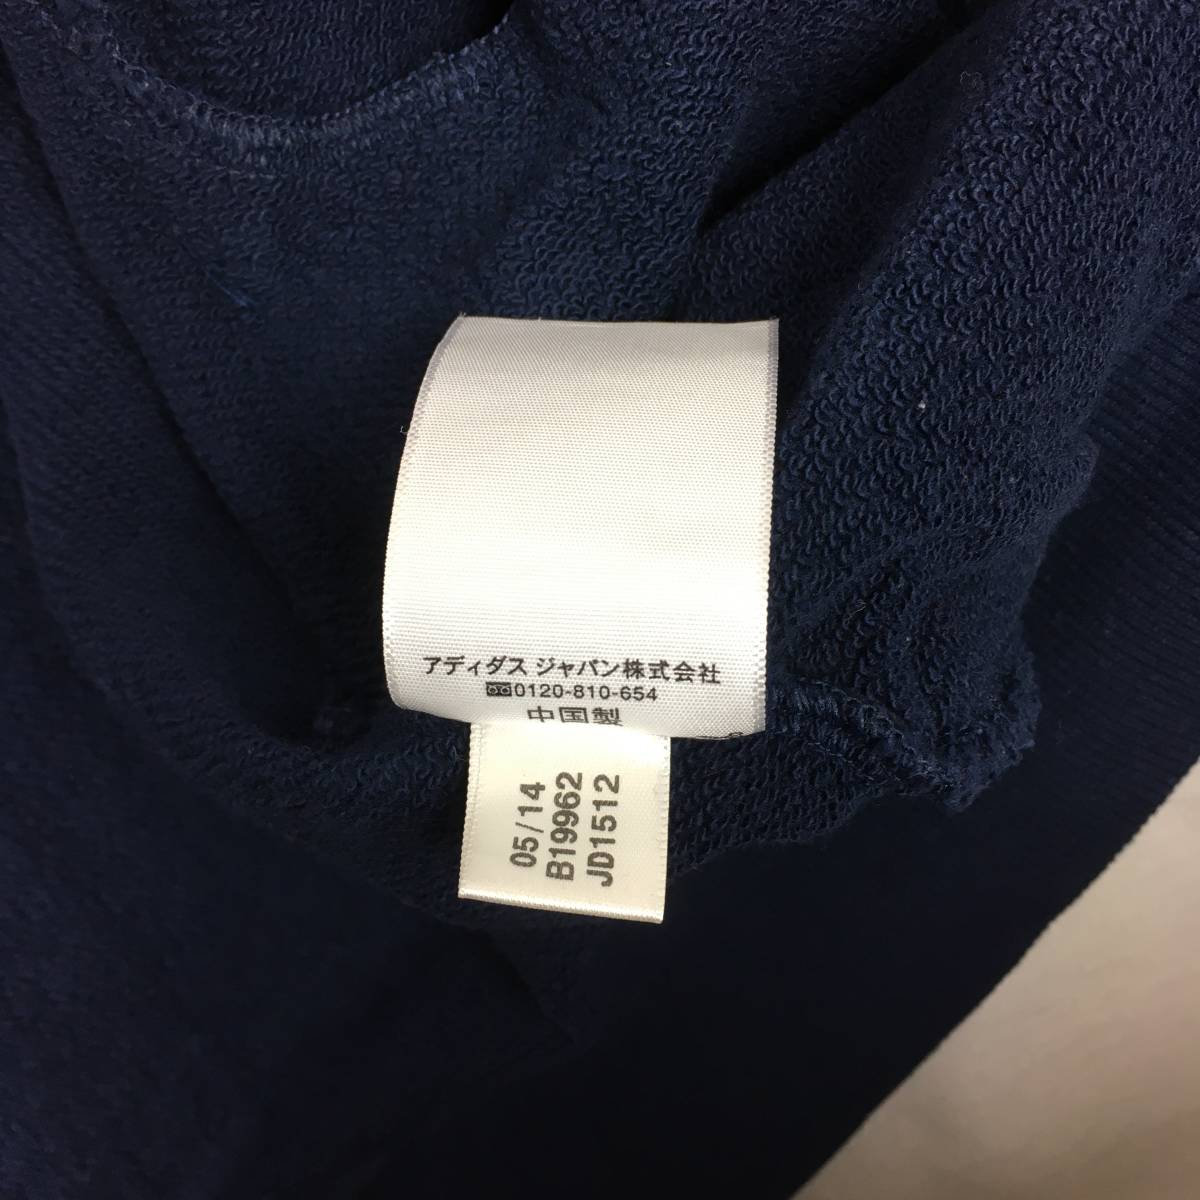 アディダス ジャパン株式会社
0120-810-654
中国製
05/14
B19962
JD1512